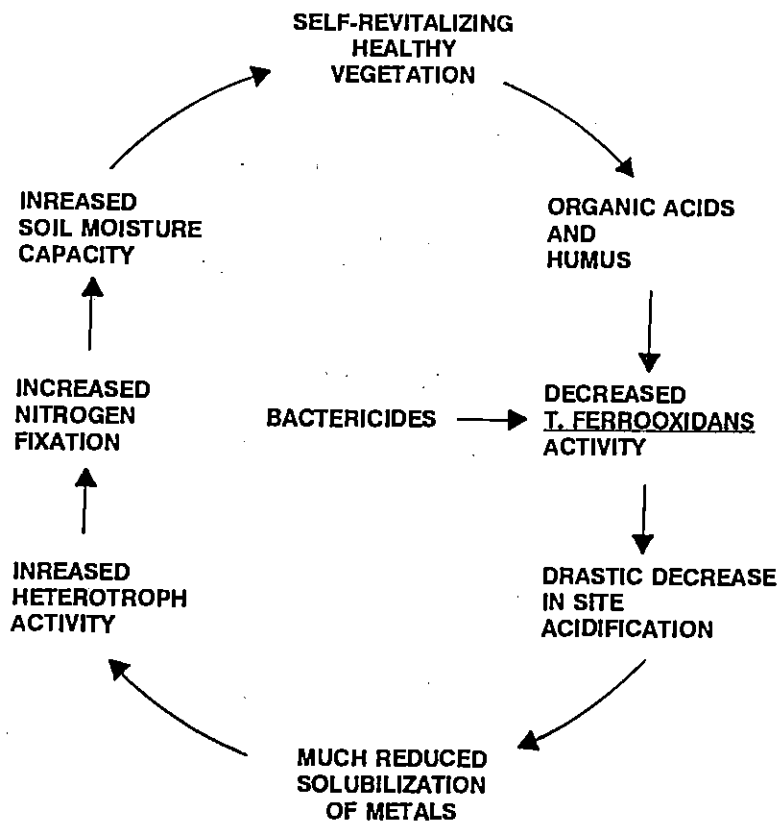 SELF-REVITALIZING
HEALTHY
VEGETATION
ORGANIC ACIDS
AND
HUMUS
DECREASED
T. FERROOXIDANS
ACTIVITY
BACTERICIDES
DRASTIC DECREASE
IN SITE
ACIDIFICATION
MUCH REDUCED
SOLUBILIZATION
OF METALS
INREASED
HETEROTROPH
ACTIVITY
INCREASED
NITROGEN
FIXATION
INREASED
SOIL MOISTURE
CAPACITY